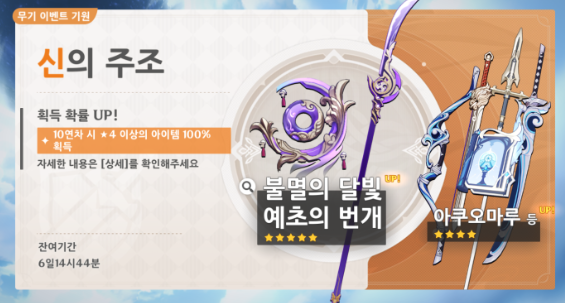 무기 이벤트 기원
신의 주조
획득 확률 UP!
10연차 시 ★4 이상의 아이템 100%
획득
자세한 내용은 [상세]를 확인해주세요
잔여기간
6일14시44분
불멸의 달빛 UP!
예초의 번개
★★★★★
아쿠오마루 등 UP!
★★★★